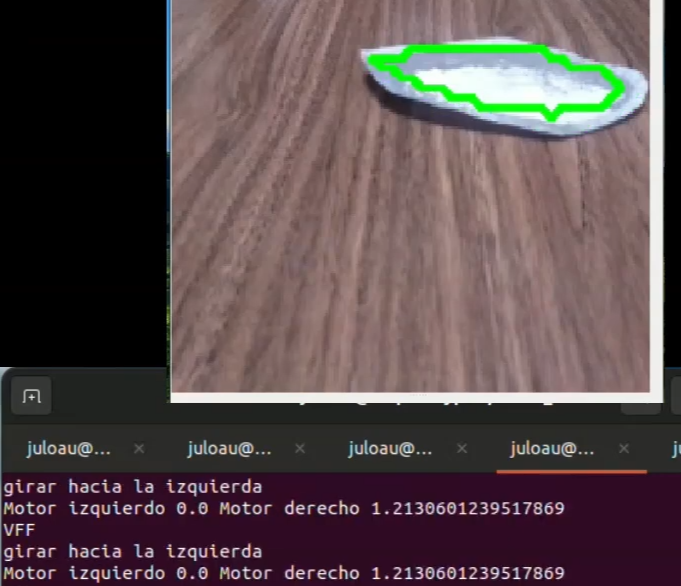 juloau@... × juloau@... × juloau@... × juloau@... ×
girar hacia la izquierda
Motor izquierdo 0.0 Motor derecho 1.2130601239517869
VFF
girar hacia la izquierda
Motor izquierdo 0.0 Motor derecho 1.2130601239517869